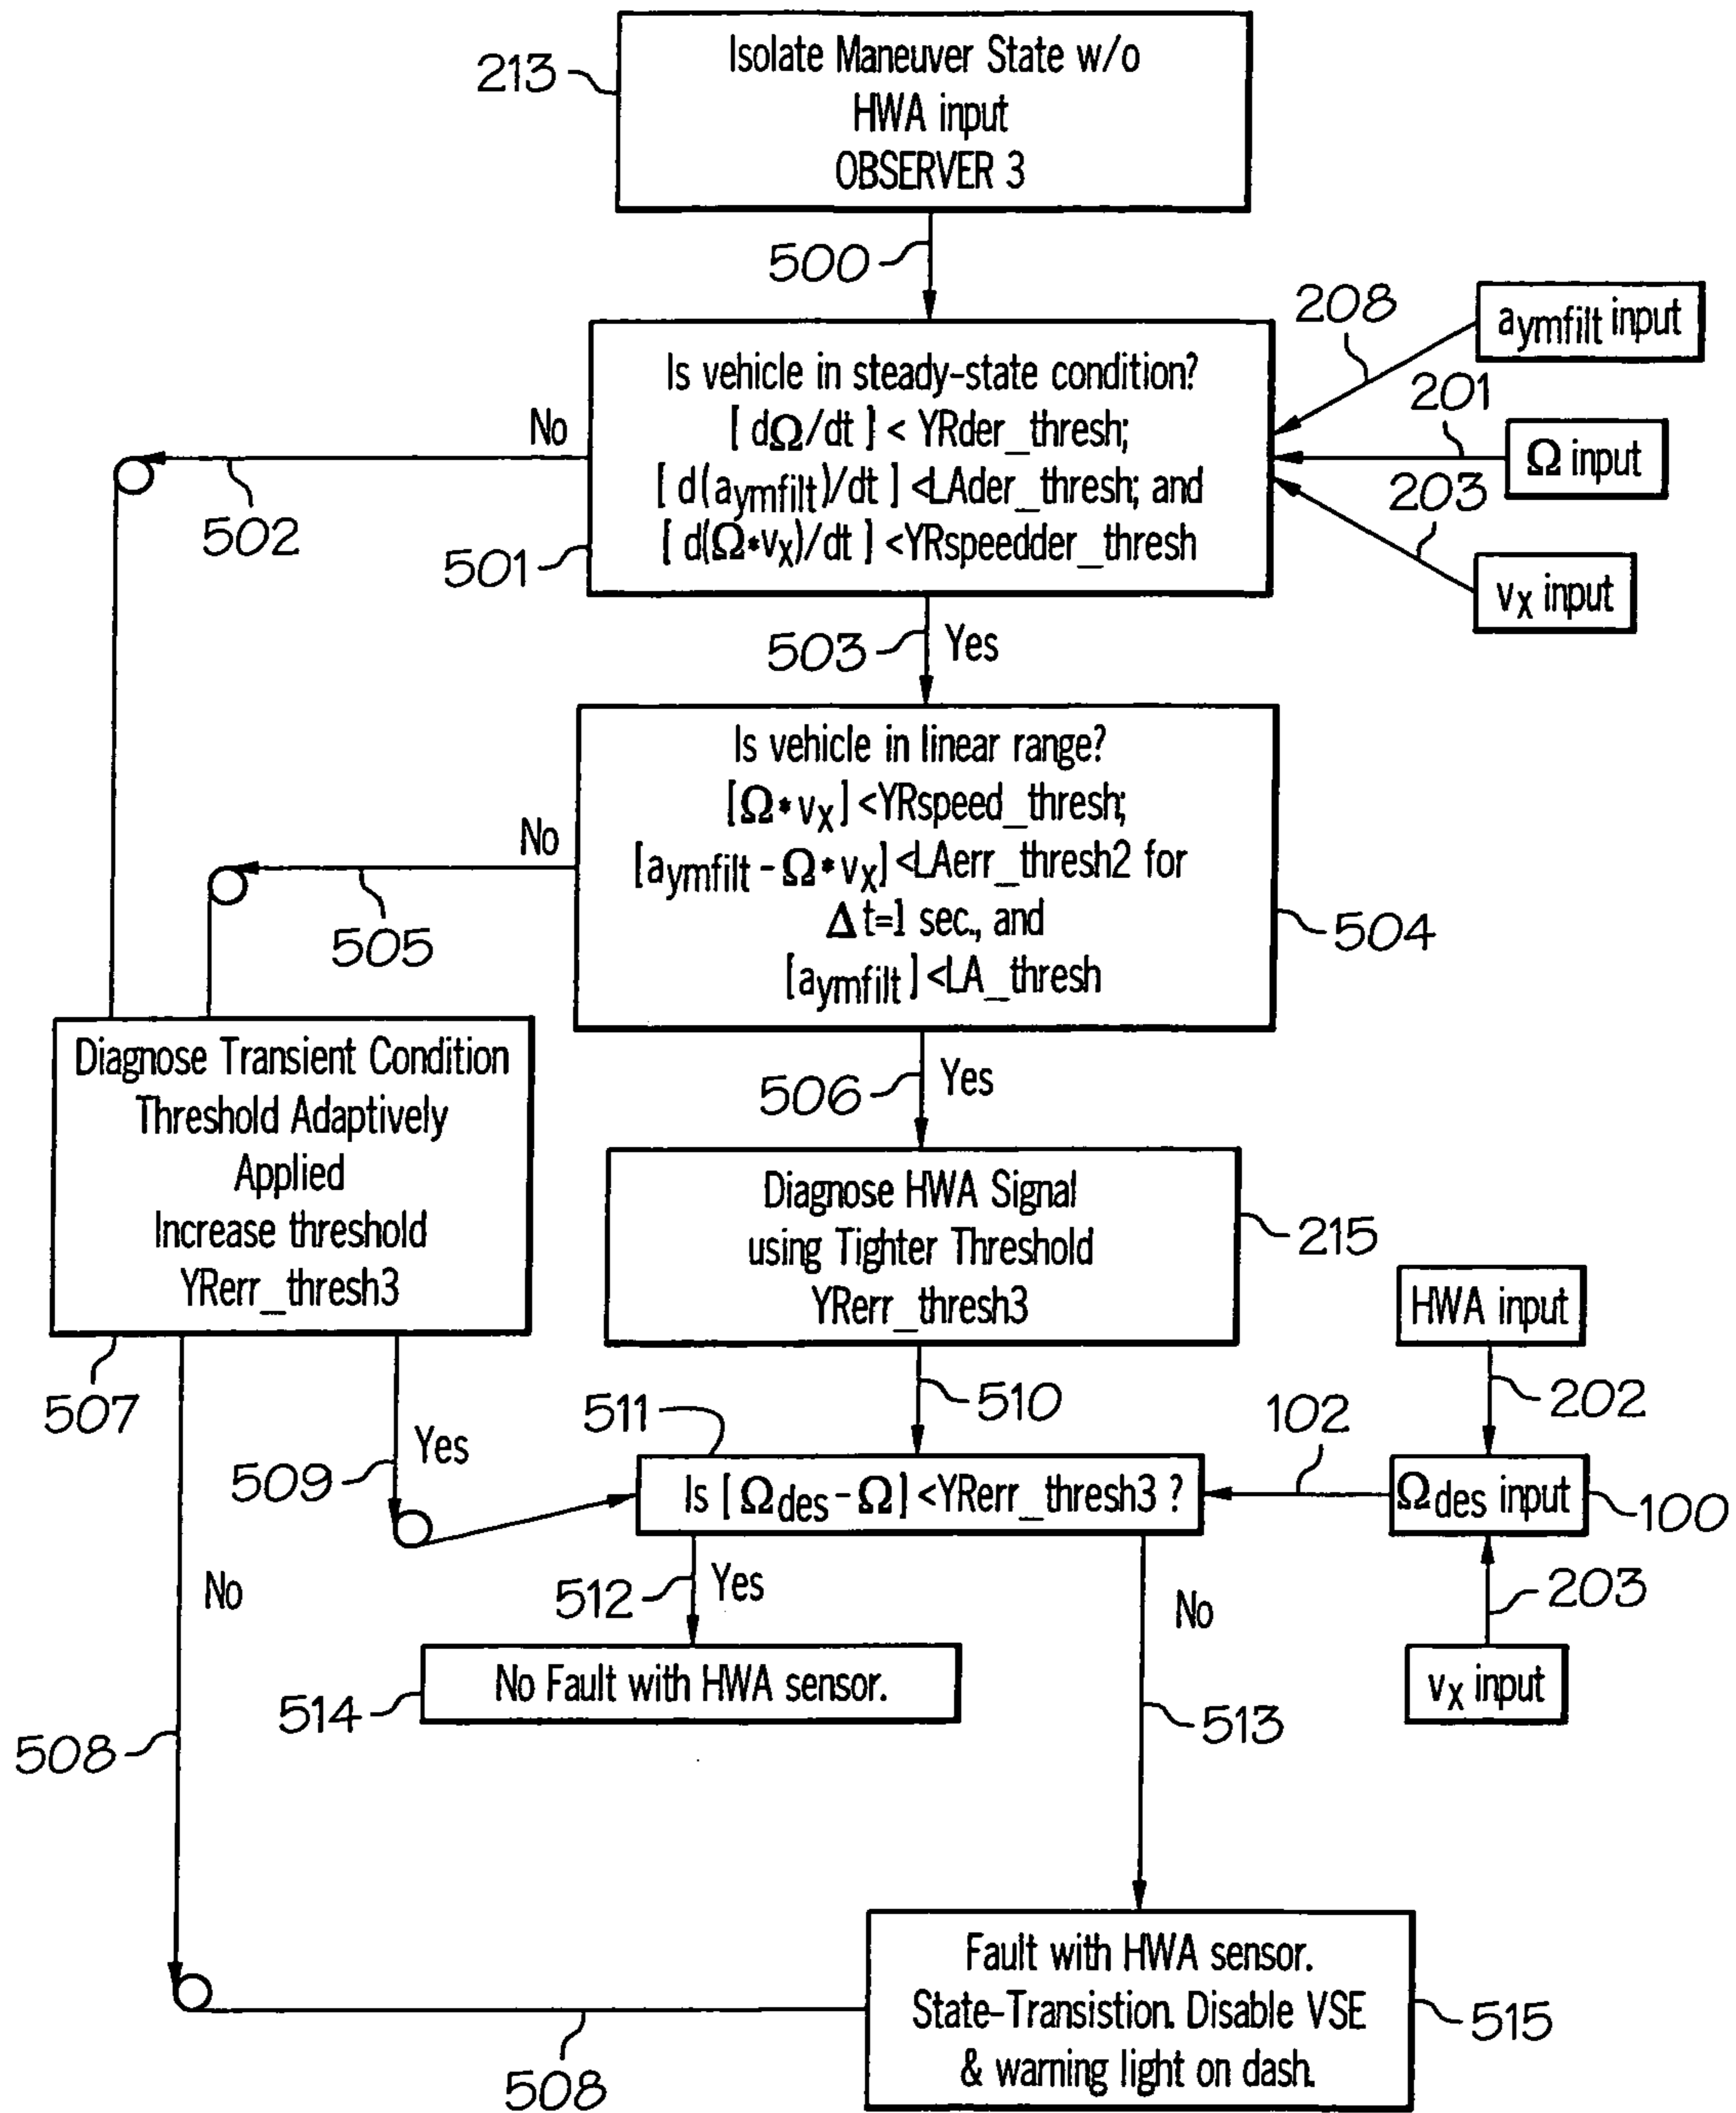 Isolate Maneuver State w/o
HWA input
OBSERVER 3
213
500
208
aymfilt input
201
Ω input
203
vx input
Is vehicle in steady-state condition?
[ dΩ/dt ] < YRder_thresh;
[ d(aymfilt)/dt ] <LAder_thresh; and
[ d(Ω*vx)/dt ] <YRspeedder_thresh
No
502
501
503
Yes
Is vehicle in linear range?
[Ω*vx] <YRspeed_thresh;
[aymfilt - Ω*vx] <LAerr_thresh2 for
Δt=1 sec., and
[aymfilt] <LA_thresh
No
505
504
506
Yes
Diagnose Transient Condition
Threshold Adaptively
Applied
Increase threshold
YRerr_thresh3
507
Diagnose HWA Signal
using Tighter Threshold
YRerr_thresh3
215
HWA input
202
510
511
102
Yes
509
Is [Ωdes - Ω] <YRerr_thresh3 ?
Ωdes input
100
203
vx input
No
512
Yes
No
No Fault with HWA sensor.
514
513
508
Fault with HWA sensor.
State-Transistion. Disable VSE
& warning light on dash.
515
508